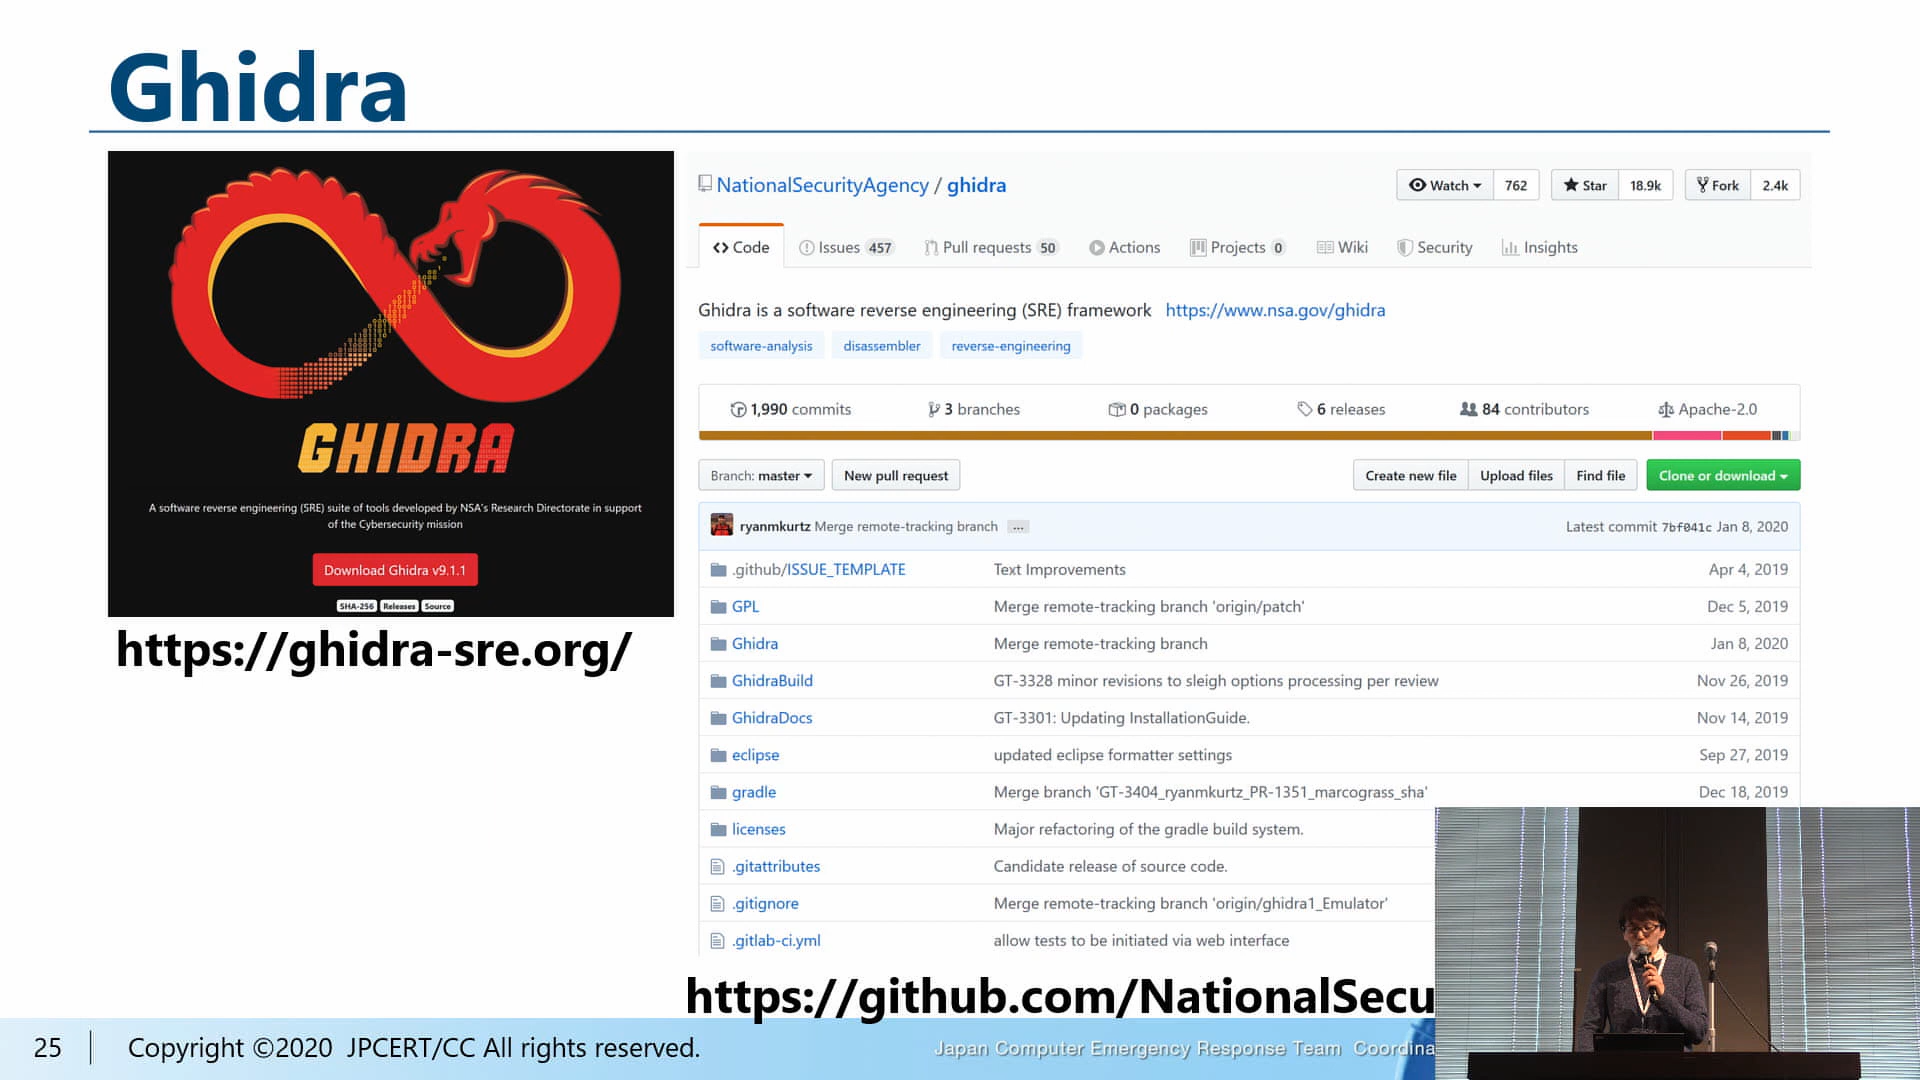 Ghidra
GHIDRA
A software reverse engineering (SRE) suite of tools developed by NSA's Research Directorate in support
of the Cybersecurity mission
Download Ghidra v9.1.1
SHA-256 Releases Source
https://ghidra-sre.org/
NationalSecurityAgency / ghidra
Watch 762 Star 18.9k Fork 2.4k
Code Issues 457 Pull requests 50 Actions Projects 0 Wiki Security Insights
Ghidra is a software reverse engineering (SRE) framework https://www.nsa.gov/ghidra
software-analysis disassembler reverse-engineering
1,990 commits 3 branches 0 packages 6 releases 84 contributors Apache-2.0
Branch: master New pull request Create new file Upload files Find file Clone or download
ryanmkurtz Merge remote-tracking branch ... Latest commit 7bf041c Jan 8, 2020
.github/ISSUE_TEMPLATE Text Improvements Apr 4, 2019
GPL Merge remote-tracking branch 'origin/patch' Dec 5, 2019
Ghidra Merge remote-tracking branch Jan 8, 2020
GhidraBuild GT-3328 minor revisions to sleigh options processing per review Nov 26, 2019
GhidraDocs GT-3301: Updating InstallationGuide. Nov 14, 2019
eclipse updated eclipse formatter settings Sep 27, 2019
gradle Merge branch 'GT-3404_ryanmkurtz_PR-1351_marcograss_sha' Dec 18, 2019
licenses Major refactoring of the gradle build system.
.gitattributes Candidate release of source code.
.gitignore Merge remote-tracking branch 'origin/ghidra1_Emulator'
.gitlab-ci.yml allow tests to be initiated via web interface
https://github.com/NationalSecu
25 Copyright ©2020 JPCERT/CC All rights reserved.
Japan Computer Emergency Response Team Coordina